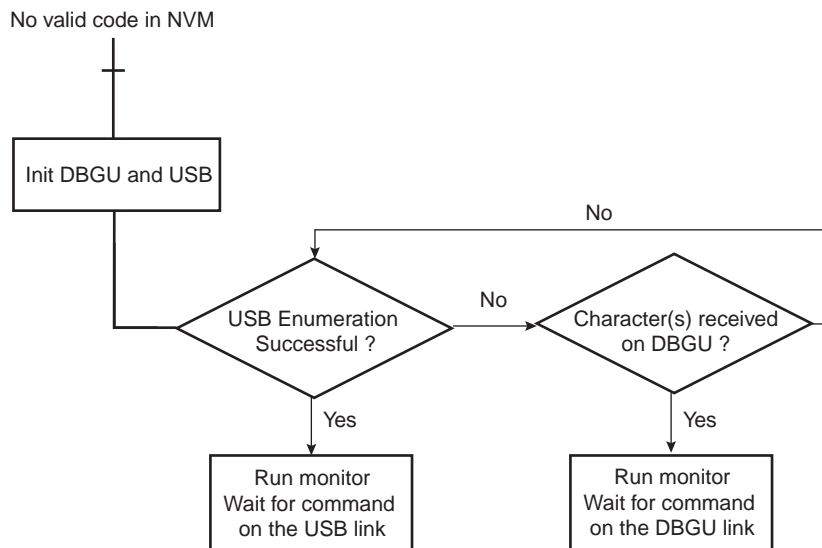 No valid code in NVM
Init DBGU and USB
No
USB Enumeration
Successful ?
No
Character(s) received
on DBGU ?
Yes
Yes
Run monitor
Wait for command
on the USB link
Run monitor
Wait for command
on the DBGU link